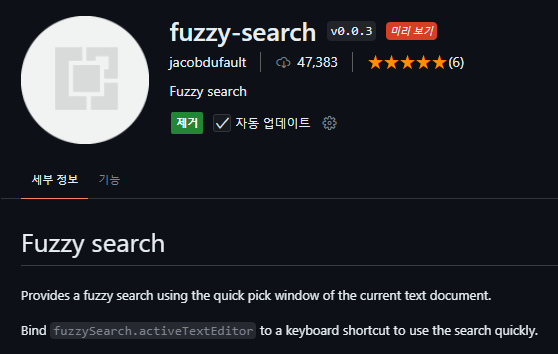 fuzzy-search v0.0.3 미리 보기
jacobdufault 47,383 (6)
Fuzzy search
제거 자동 업데이트
세부 정보 기능
Fuzzy search
Provides a fuzzy search using the quick pick window of the current text document.
Bind fuzzySearch.activeTextEditor to a keyboard shortcut to use the search quickly.